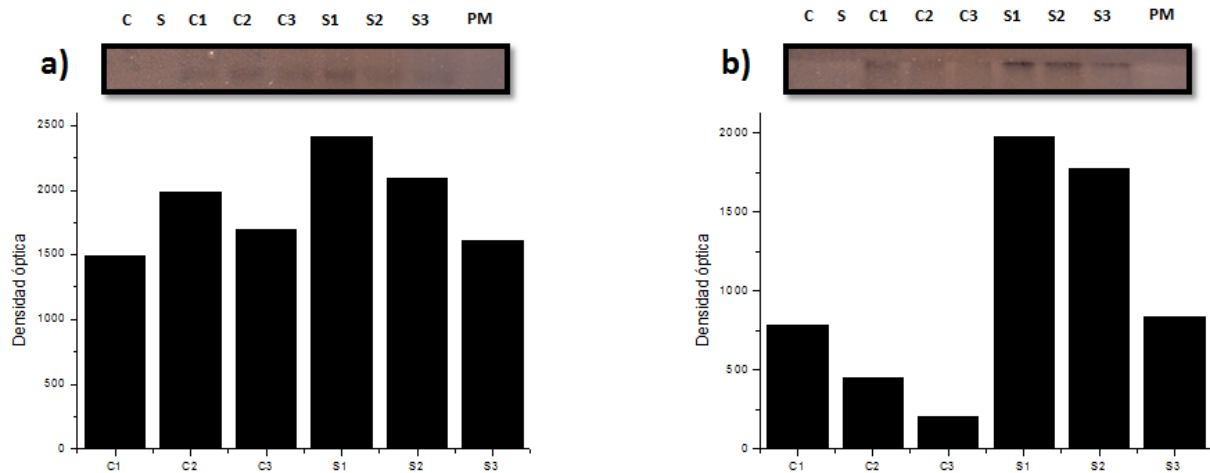 C S C1 C2 C3 S1 S2 S3 PM
a)
2500
2000
1500
1000
500
0
Densidad óptica
C1 C2 C3 S1 S2 S3
C S C1 C2 C3 S1 S2 S3 PM
b)
2000
1500
1000
500
0
Densidad óptica
C1 C2 C3 S1 S2 S3